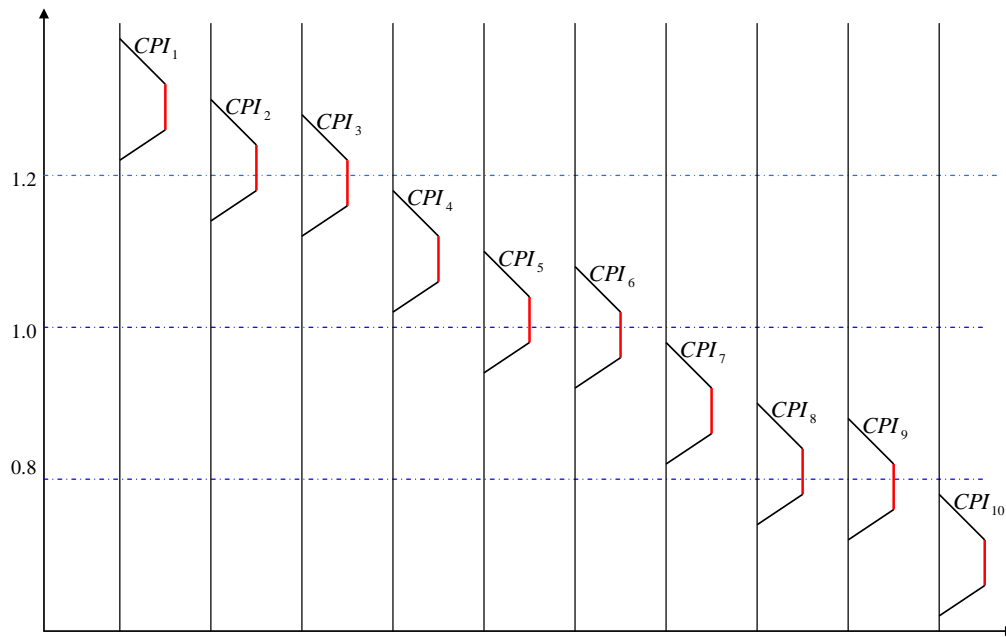 CPI₁
CPI₂
CPI₃
1.2
CPI₄
CPI₅
CPI₆
1.0
CPI₇
CPI₈
CPI₉
0.8
CPI₁₀